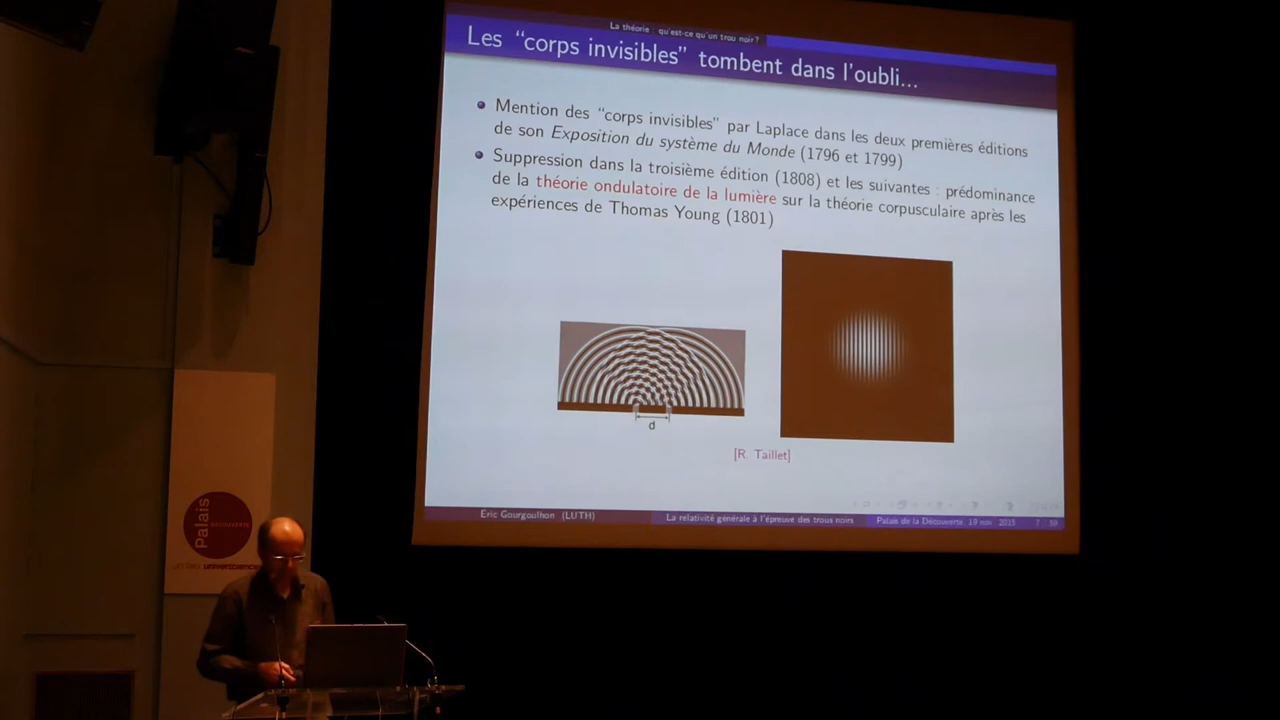 La théorie : qu'est-ce qu'un trou noir ?
Les “corps invisibles” tombent dans l'oubli...
Mention des “corps invisibles” par Laplace dans les deux premières éditions
de son Exposition du système du Monde (1796 et 1799)
Suppression dans la troisième édition (1808) et les suivantes : prédominance
de la théorie ondulatoire de la lumière sur la théorie corpusculaire après les
expériences de Thomas Young (1801)
d
[R. Taillet]
Éric Gourgoulhon (LUTH)
La relativité générale à l'épreuve des trous noirs
Palais de la Découverte, 19 nov. 2015
7 / 59
Palais
DÉCOUVERTE
universcience